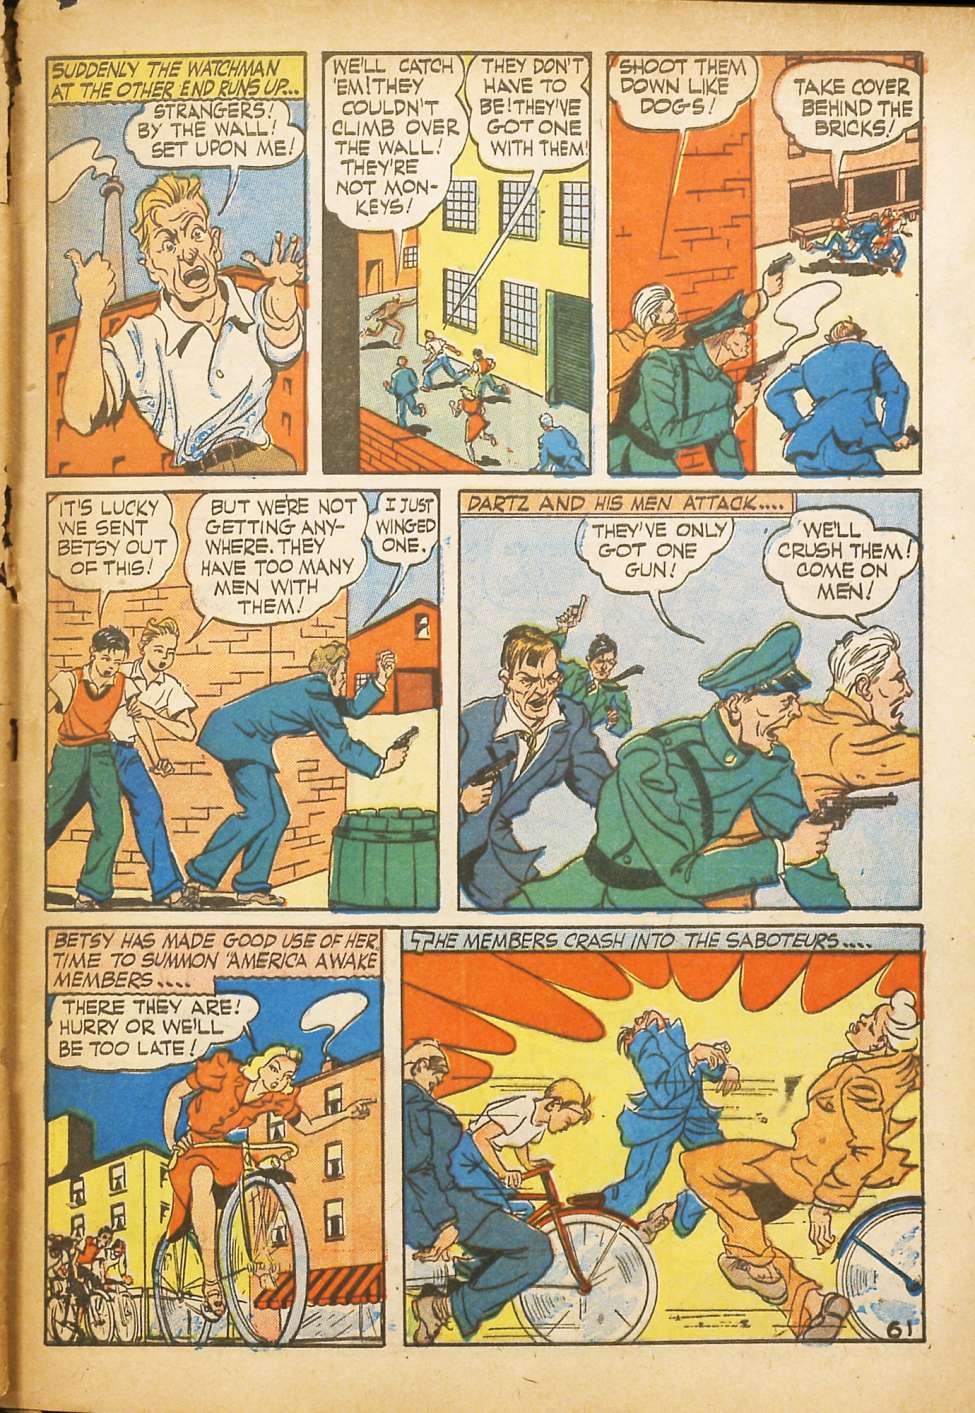 SUDDENLY THE WATCHMAN
AT THE OTHER END RUNS UP...
STRANGERS!
BY THE WALL!
SET UPON ME!
WE'LL CATCH
'EM! THEY
COULDN'T
CLIMB OVER
THE WALL!
THEY'RE
NOT MON-
KEYS!
THEY DON'T
HAVE TO
BE! THEY'VE
GOT ONE
WITH THEM!
SHOOT THEM
DOWN LIKE
DOGS!
TAKE COVER
BEHIND THE
BRICKS!
IT'S LUCKY
WE SENT
BETSY OUT
OF THIS!
BUT WE'RE NOT
GETTING ANY-
WHERE. THEY
HAVE TOO MANY
MEN WITH
THEM!
I JUST
WINGED
ONE.
DARTZ AND HIS MEN ATTACK....
THEY'VE ONLY
GOT ONE
GUN!
WE'LL
CRUSH THEM!
COME ON
MEN!
BETSY HAS MADE GOOD USE OF HER
TIME TO SUMMON 'AMERICA AWAKE
MEMBERS....
THERE THEY ARE!
HURRY OR WE'LL
BE TOO LATE!
THE MEMBERS CRASH INTO THE SABOTEURS....
61